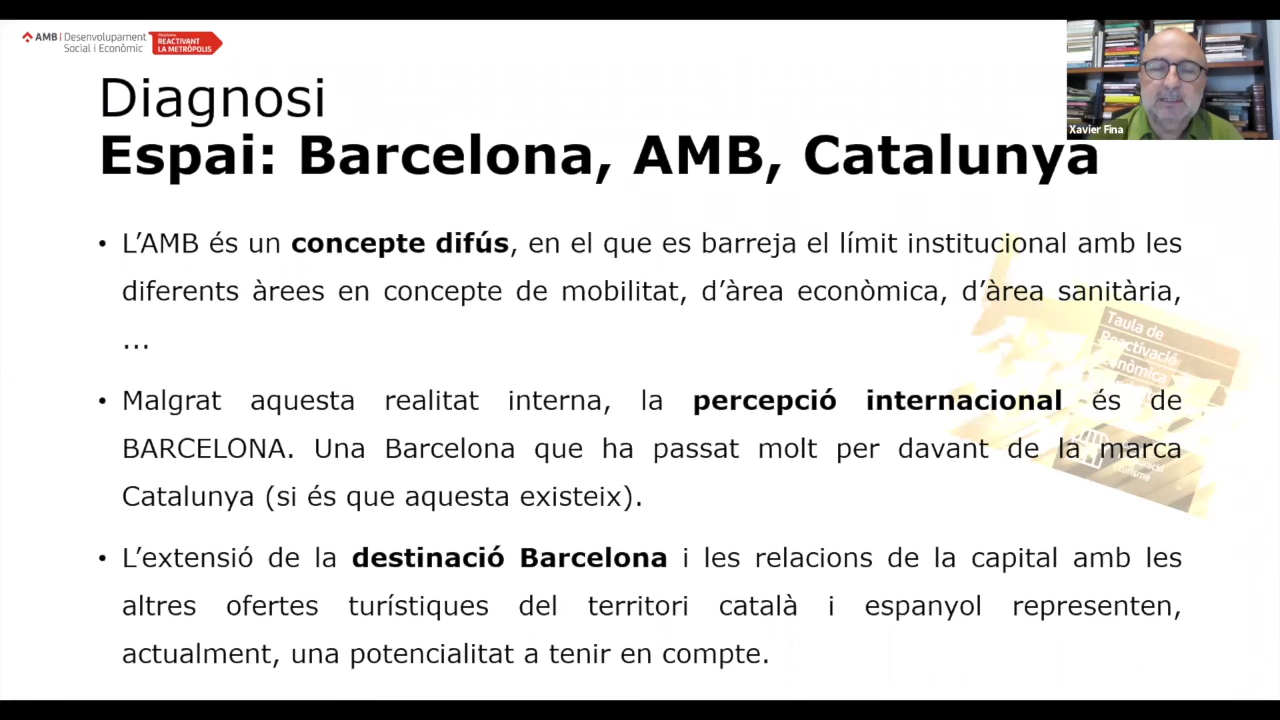 AMB Desenvolupament
Social i Econòmic
REACTIVANT
LA METRÒPOLIS
Xavier Fina
Diagnosi
Espai: Barcelona, AMB, Catalunya
• L’AMB és un concepte difús, en el que es barreja el límit institucional amb les
diferents àrees en concepte de mobilitat, d’àrea econòmica, d’àrea sanitària,
…
• Malgrat aquesta realitat interna, la percepció internacional és de
BARCELONA. Una Barcelona que ha passat molt per davant de la marca
Catalunya (si és que aquesta existeix).
• L’extensió de la destinació Barcelona i les relacions de la capital amb les
altres ofertes turístiques del territori català i espanyol representen,
actualment, una potencialitat a tenir en compte.
Taula de
Reactivació